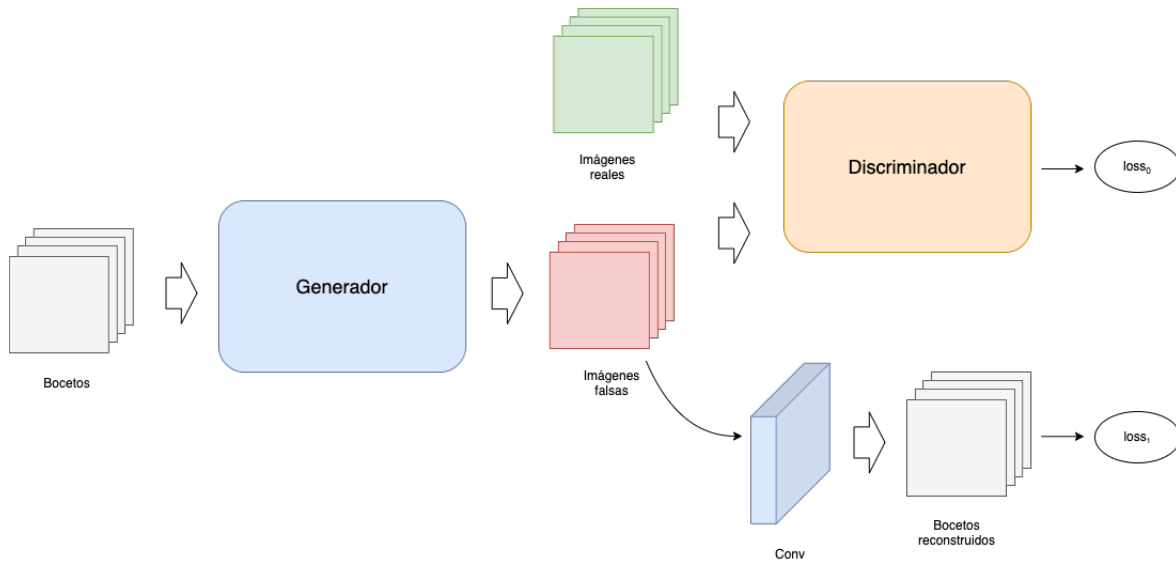 Imágenes
reales
Discriminador
loss₀
Bocetos
Generador
Imágenes
falsas
Conv
Bocetos
reconstruidos
loss₁